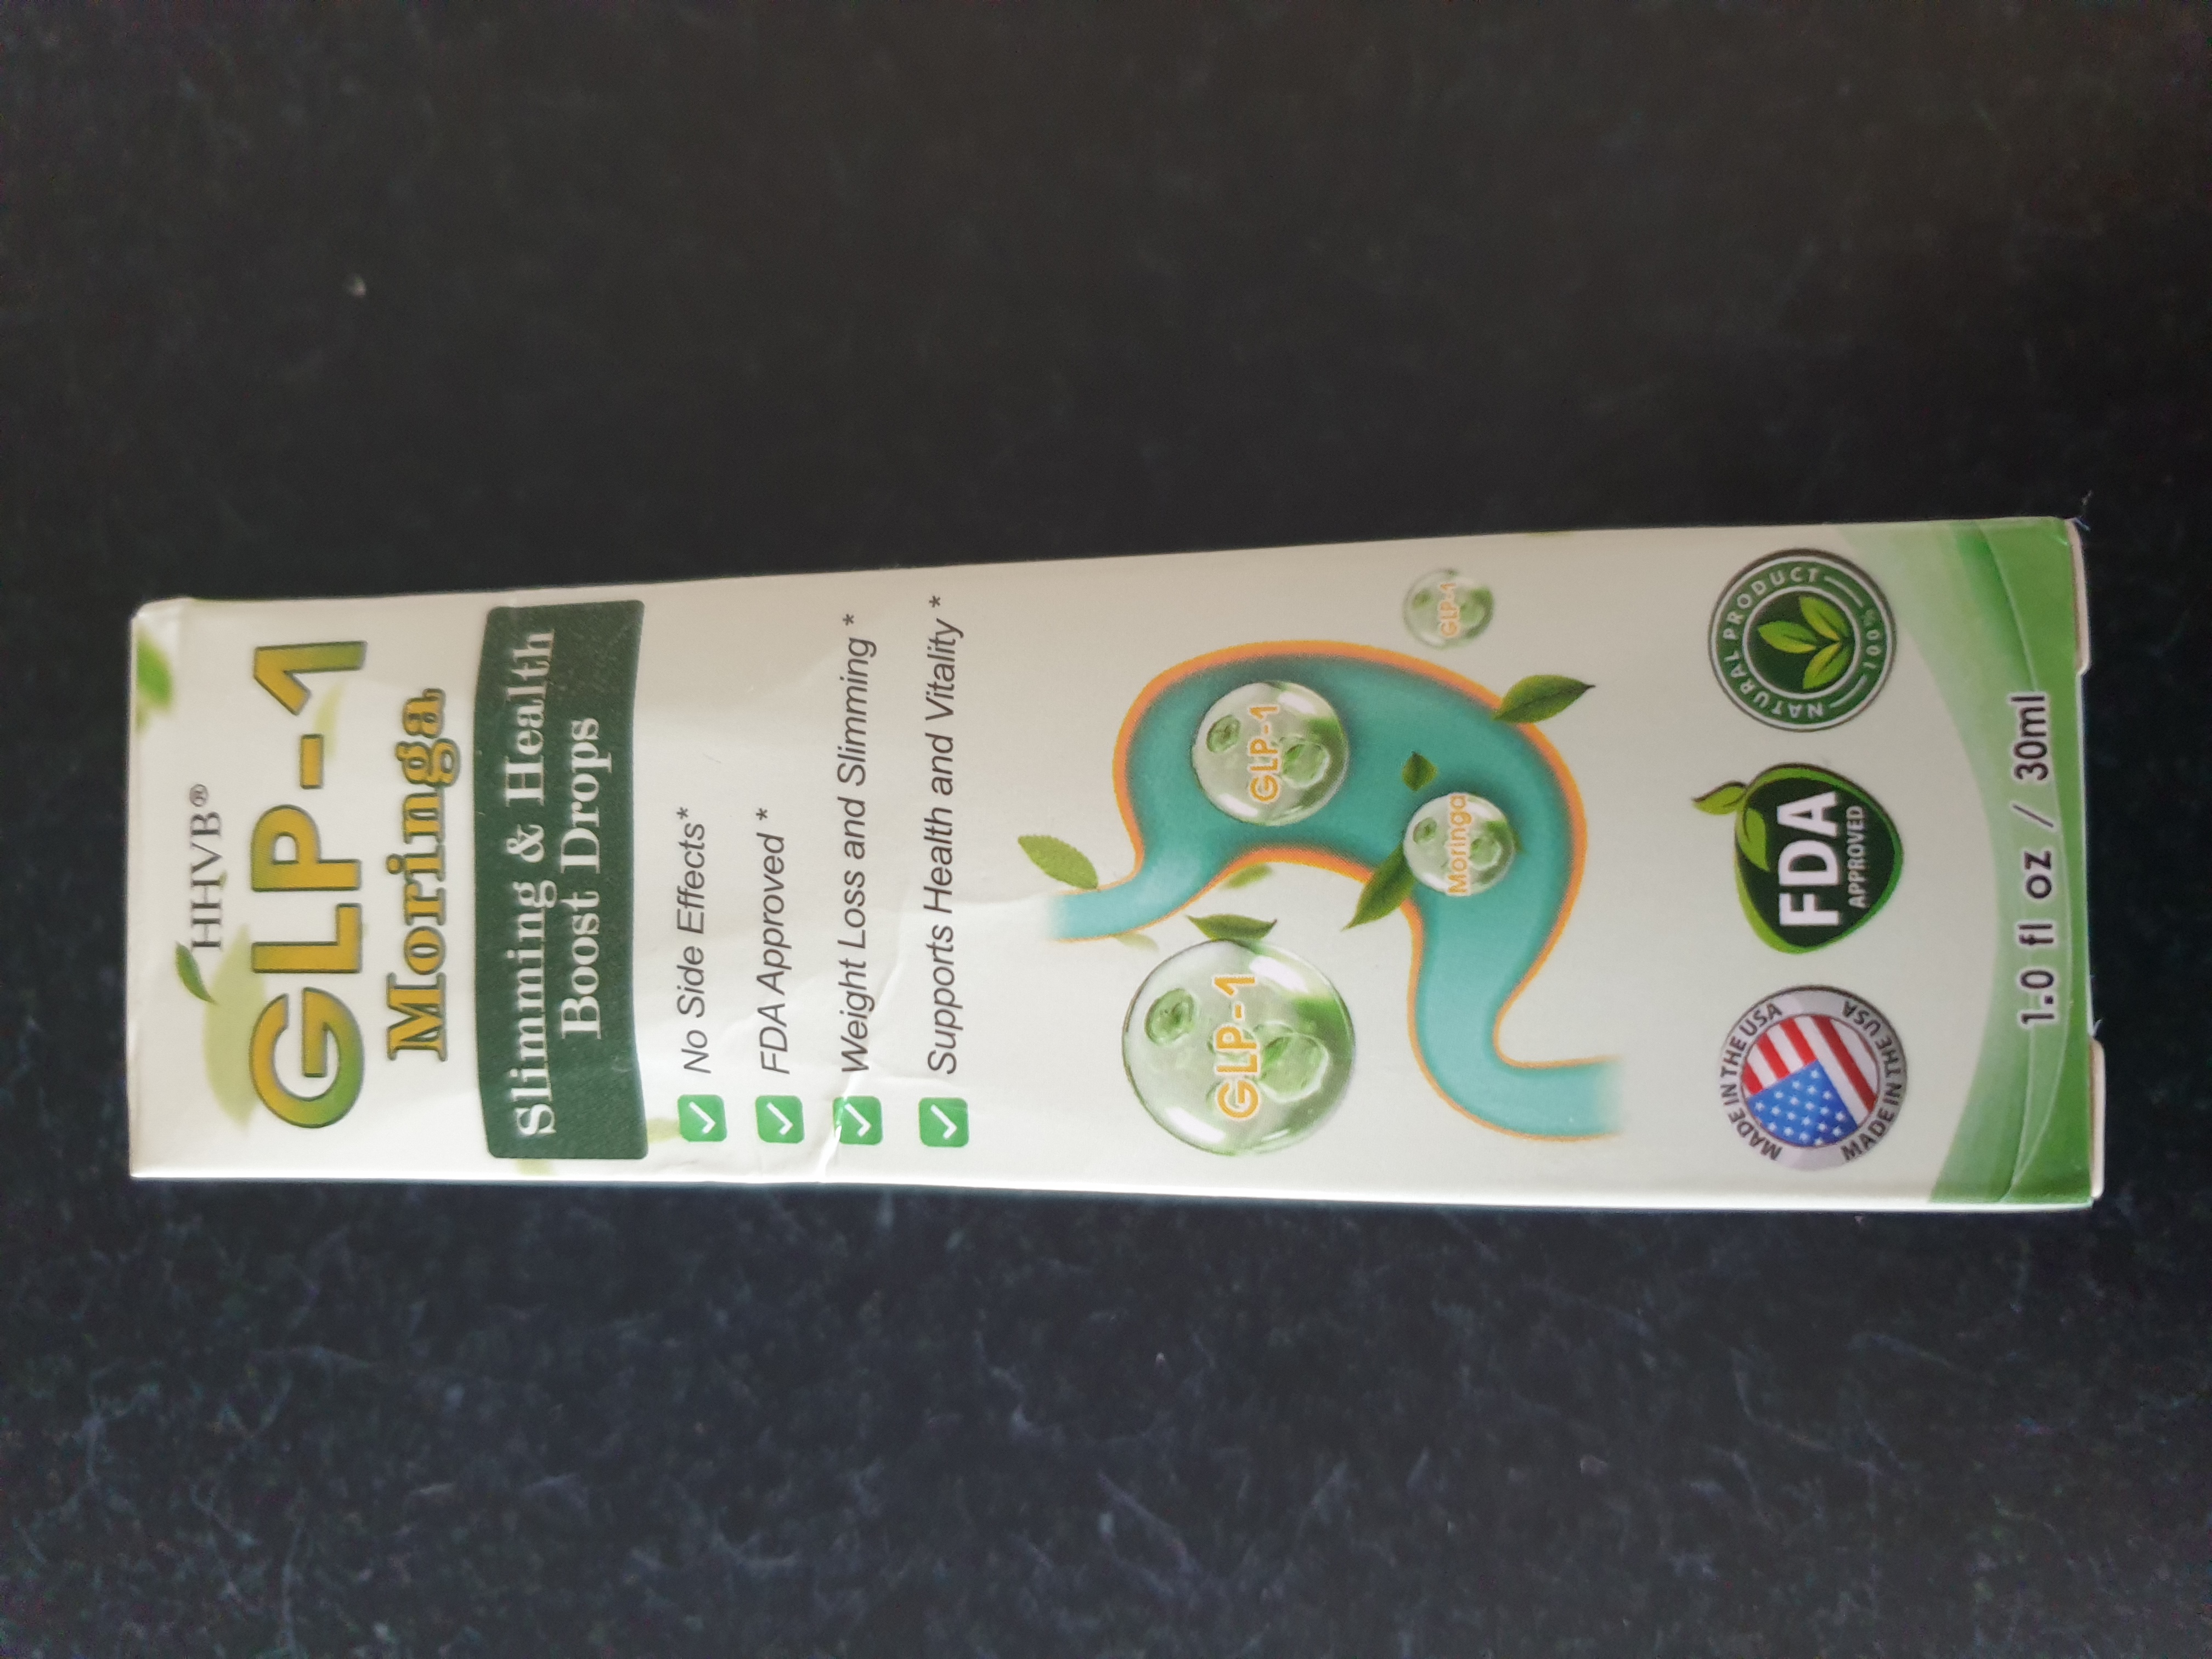 HHVB®
GLP-1
Moringa
Slimming & Health
Boost Drops
No Side Effects*
FDA Approved *
Weight Loss and Slimming *
Supports Health and Vitality *
GLP-1
GLP-1
Moringa
GLP-1
MADE IN THE USA
MADE IN THE USA
FDA
APPROVED
NATURAL PRODUCT
100%
1.0 fl oz / 30ml